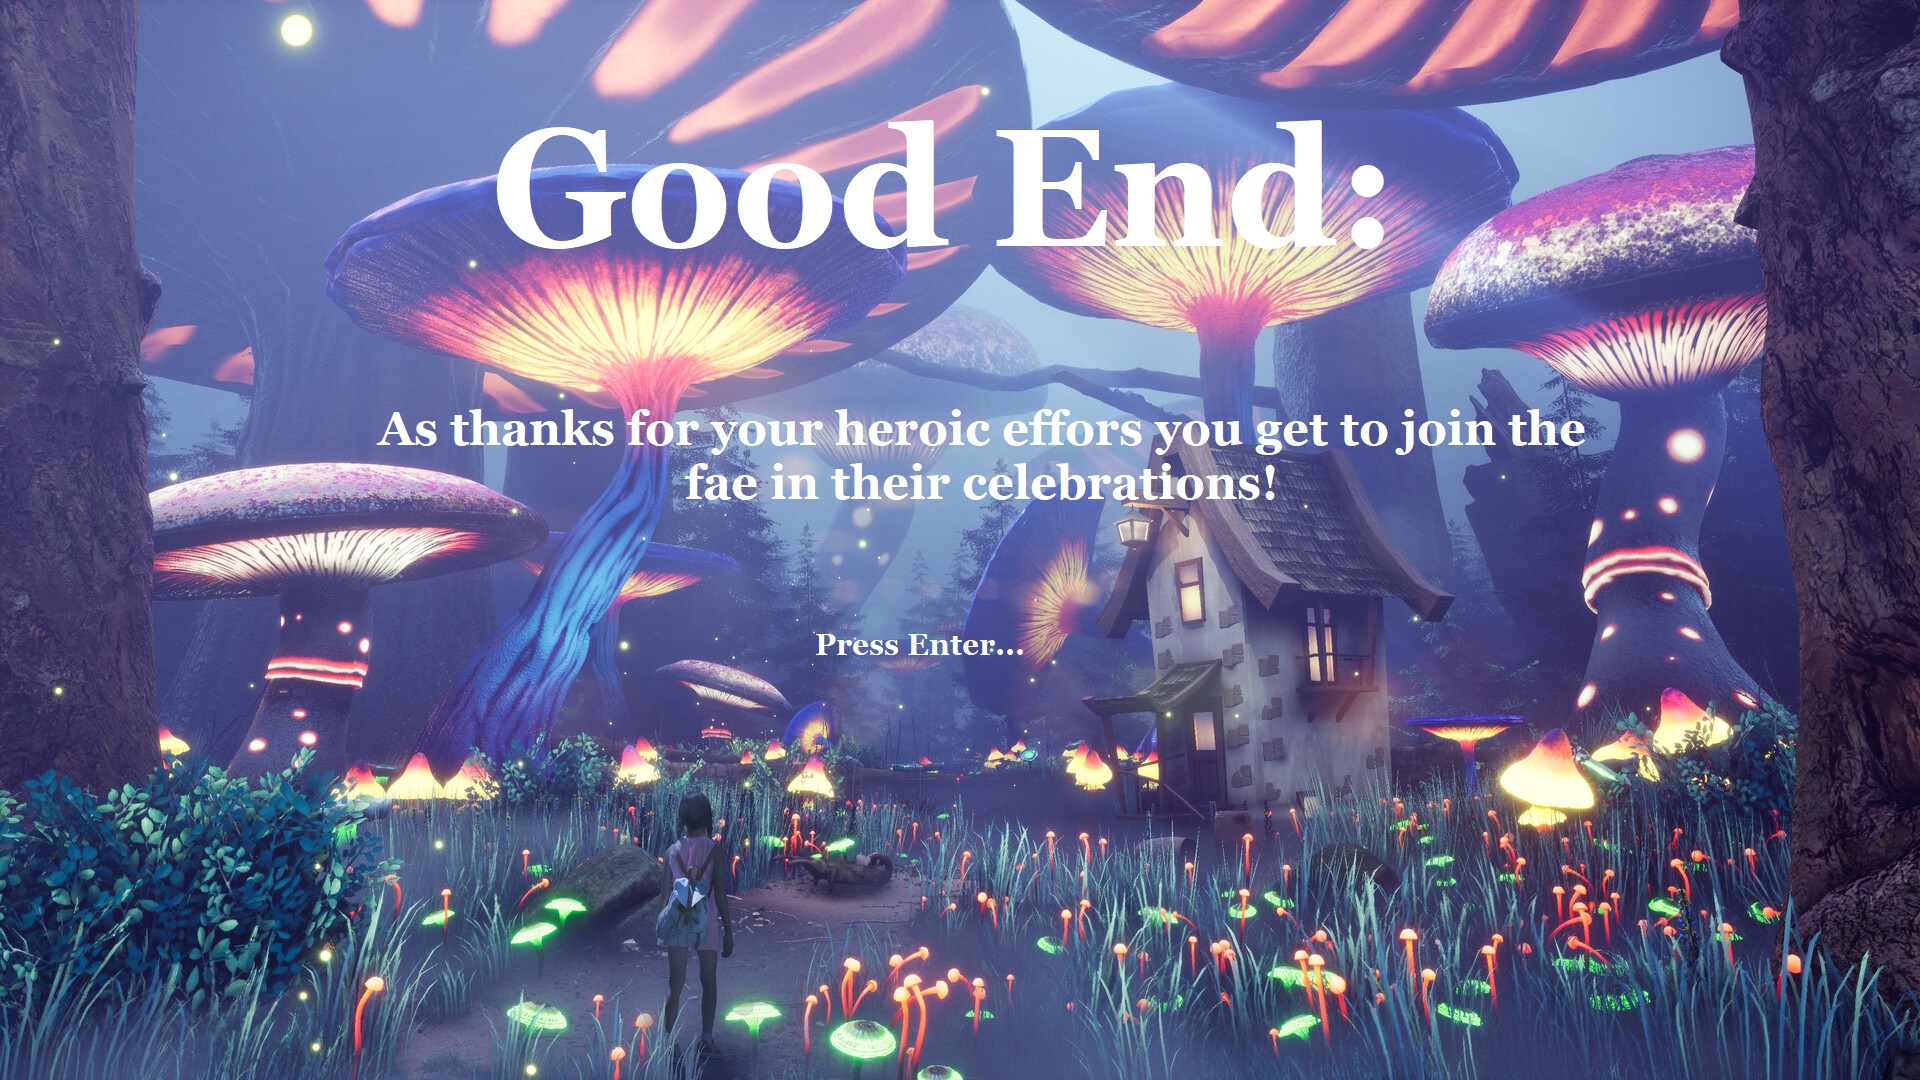 Good End:
As thanks for your heroic effors you get to join the
fae in their celebrations!
Press Enter...